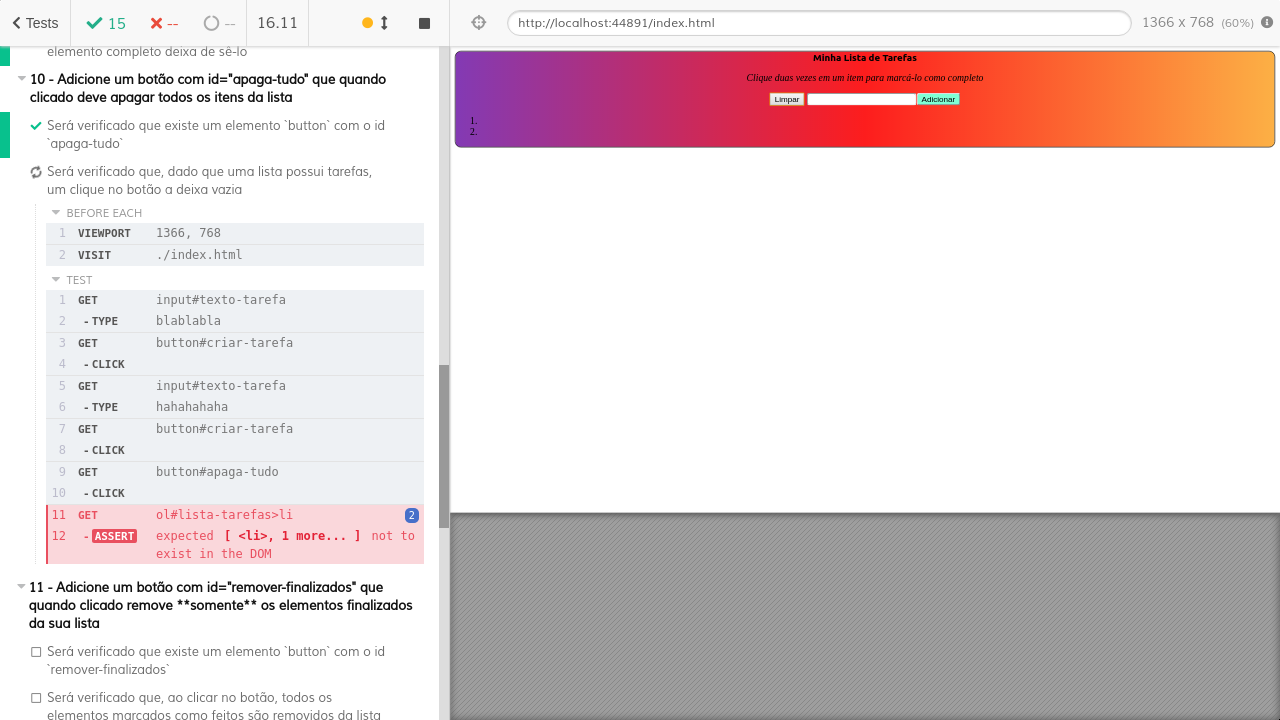 Tests
15
--
--
16.11
http://localhost:44891/index.html
1366 x 768 (60%)
elemento completo deixa de sê-lo
10 - Adicione um botão com id="apaga-tudo" que quando
clicado deve apagar todos os itens da lista
Será verificado que existe um elemento `button` com o id
`apaga-tudo`
Será verificado que, dado que uma lista possui tarefas,
um clique no botão a deixa vazia
BEFORE EACH
1 VIEWPORT 1366, 768
2 VISIT ./index.html
TEST
1 GET input#texto-tarefa
2 -TYPE blablabla
3 GET button#criar-tarefa
4 -CLICK
5 GET input#texto-tarefa
6 -TYPE hahahahaha
7 GET button#criar-tarefa
8 -CLICK
9 GET button#apaga-tudo
10 -CLICK
11 GET ol#lista-tarefas>li 2
12 -ASSERT expected [ <li>, 1 more... ] not to
exist in the DOM
11 - Adicione um botão com id="remover-finalizados" que
quando clicado remove **somente** os elementos finalizados
da sua lista
Será verificado que existe um elemento `button` com o id
`remover-finalizados`
Será verificado que, ao clicar no botão, todos os
elementos marcados como feitos são removidos da lista
Minha Lista de Tarefas
Clique duas vezes em um item para marcá-lo como completo
Limpar
Adicionar
1.
2.